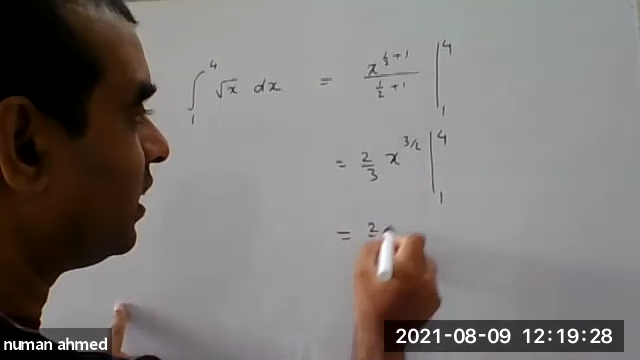 ∫₁⁴ √x dx = x^(½+1) / (½+1) |₁⁴
= 2/3 x^(3/2) |₁⁴
= 2
numan ahmed
2021-08-09 12:19:28